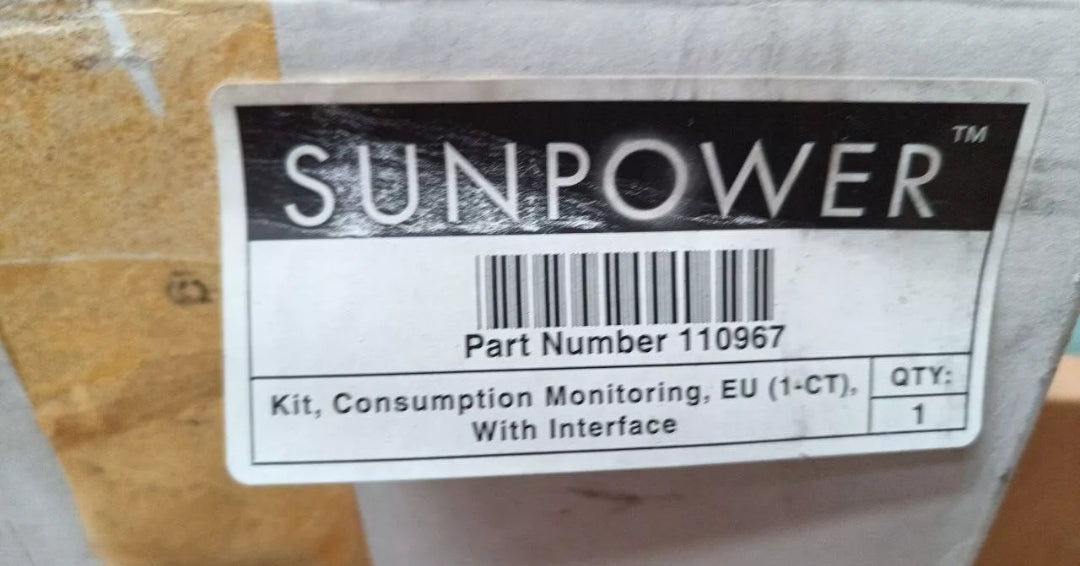 SUNPOWER™
Part Number 110967
Kit, Consumption Monitoring, EU (1-CT),
With Interface
QTY:
1